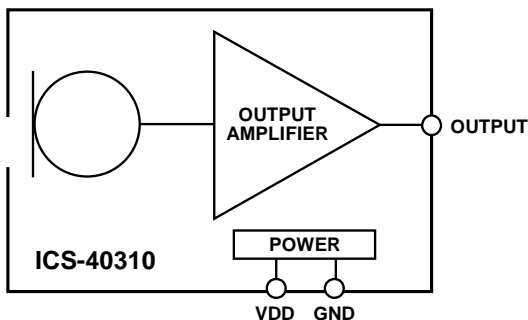 OUTPUT
AMPLIFIER
OUTPUT
POWER
ICS-40310
VDD GND